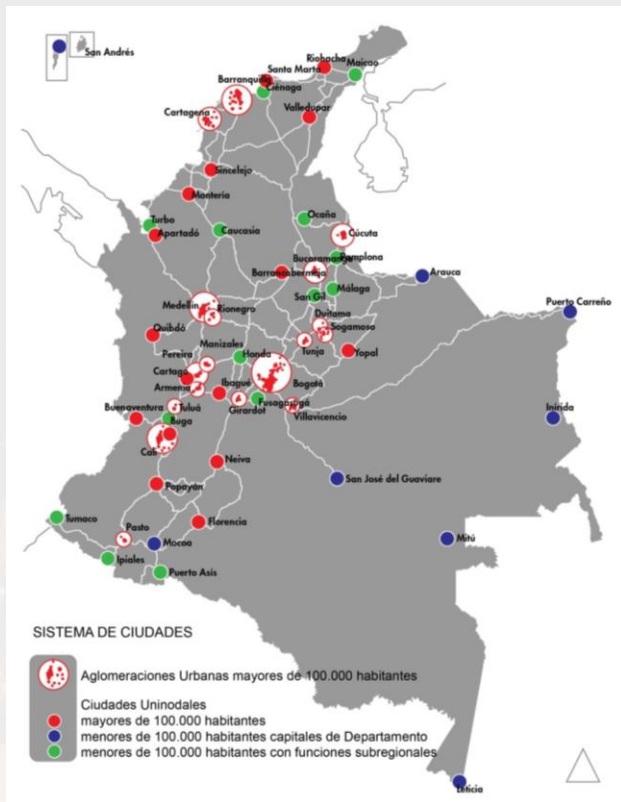 San Andrés
Riohacha
Santa Marta
Maicao
Barranquilla
Ciénaga
Cartagena
Valledupar
Sincelejo
Montería
Turbo
Apartadó
Caucasia
Ocaña
Cúcuta
Pamplona
Bucaramanga
Barrancabermeja
Arauca
San Gil
Málaga
Puerto Carreño
Medellín
Rionegro
Duitama
Sogamoso
Quibdó
Manizales
Tunja
Yopal
Pereira
Honda
Cartago
Armenia
Ibagué
Bogotá
Fusagasugá
Girardot
Villavicencio
Buenaventura
Tuluá
Buga
Inírida
Cali
Neiva
San José del Guaviare
Popayán
Tumaco
Florencia
Pasto
Mocoa
Mitú
Ipiales
Puerto Asís
Leticia
SISTEMA DE CIUDADES
Aglomeraciones Urbanas mayores de 100.000 habitantes
Ciudades Uninodales
mayores de 100.000 habitantes
menores de 100.000 habitantes capitales de Departamento
menores de 100.000 habitantes con funciones subregionales